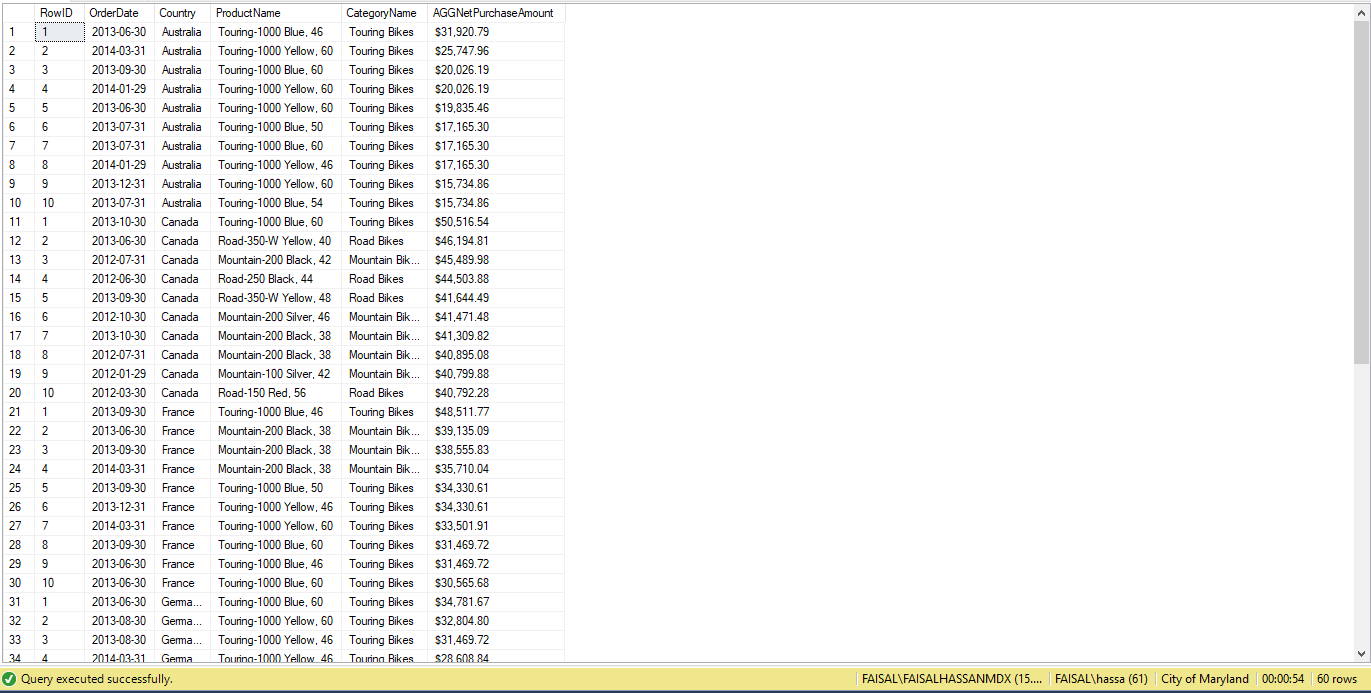 RowID OrderDate Country ProductName CategoryName AGGNetPurchaseAmount
1 1 2013-06-30 Australia Touring-1000 Blue, 46 Touring Bikes $31,920.79
2 2 2014-03-31 Australia Touring-1000 Yellow, 60 Touring Bikes $25,747.96
3 3 2013-09-30 Australia Touring-1000 Blue, 60 Touring Bikes $20,026.19
4 4 2014-01-29 Australia Touring-1000 Yellow, 60 Touring Bikes $20,026.19
5 5 2013-06-30 Australia Touring-1000 Yellow, 60 Touring Bikes $19,835.46
6 6 2013-07-31 Australia Touring-1000 Blue, 50 Touring Bikes $17,165.30
7 7 2013-07-31 Australia Touring-1000 Blue, 60 Touring Bikes $17,165.30
8 8 2014-01-29 Australia Touring-1000 Yellow, 46 Touring Bikes $17,165.30
9 9 2013-12-31 Australia Touring-1000 Yellow, 60 Touring Bikes $15,734.86
10 10 2013-07-31 Australia Touring-1000 Blue, 54 Touring Bikes $15,734.86
11 1 2013-10-30 Canada Touring-1000 Blue, 60 Touring Bikes $50,516.54
12 2 2013-06-30 Canada Road-350-W Yellow, 40 Road Bikes $46,194.81
13 3 2012-07-31 Canada Mountain-200 Black, 42 Mountain Bik... $45,489.98
14 4 2012-06-30 Canada Road-250 Black, 44 Road Bikes $44,503.88
15 5 2013-09-30 Canada Road-350-W Yellow, 48 Road Bikes $41,644.49
16 6 2012-10-30 Canada Mountain-200 Silver, 46 Mountain Bik... $41,471.48
17 7 2013-10-30 Canada Mountain-200 Black, 38 Mountain Bik... $41,309.82
18 8 2012-07-31 Canada Mountain-200 Black, 38 Mountain Bik... $40,895.08
19 9 2012-01-29 Canada Mountain-100 Silver, 42 Mountain Bik... $40,799.88
20 10 2012-03-30 Canada Road-150 Red, 56 Road Bikes $40,792.28
21 1 2013-09-30 France Touring-1000 Blue, 46 Touring Bikes $48,511.77
22 2 2013-06-30 France Mountain-200 Black, 38 Mountain Bik... $39,135.09
23 3 2013-09-30 France Mountain-200 Black, 38 Mountain Bik... $38,555.83
24 4 2014-03-31 France Mountain-200 Black, 38 Mountain Bik... $35,710.04
25 5 2013-09-30 France Touring-1000 Blue, 50 Touring Bikes $34,330.61
26 6 2013-12-31 France Touring-1000 Yellow, 46 Touring Bikes $34,330.61
27 7 2014-03-31 France Touring-1000 Yellow, 60 Touring Bikes $33,501.91
28 8 2013-09-30 France Touring-1000 Blue, 60 Touring Bikes $31,469.72
29 9 2013-06-30 France Touring-1000 Blue, 46 Touring Bikes $31,469.72
30 10 2013-06-30 France Touring-1000 Blue, 60 Touring Bikes $30,565.68
31 1 2013-06-30 Germa... Touring-1000 Blue, 60 Touring Bikes $34,781.67
32 2 2013-08-30 Germa... Touring-1000 Yellow, 60 Touring Bikes $32,804.80
33 3 2013-08-30 Germa... Touring-1000 Yellow, 46 Touring Bikes $31,469.72
34 4 2014-03-31 Germa... Touring-1000 Yellow, 46 Touring Bikes $28,608.84
Query executed successfully. FAISAL\FAISALHASSANMDX (15.... FAISAL\hassa (61) City of Maryland 00:00:54 60 rows